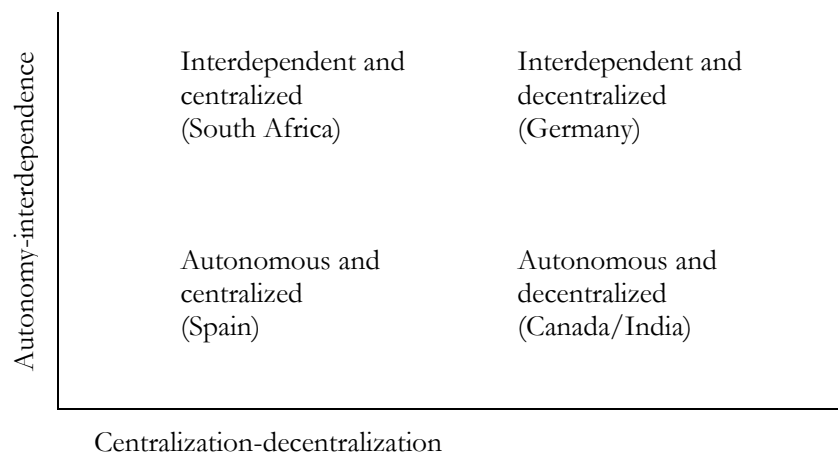 Autonomy-interdependence
Interdependent and
centralized
(South Africa)
Interdependent and
decentralized
(Germany)
Autonomous and
centralized
(Spain)
Autonomous and
decentralized
(Canada/India)
Centralization-decentralization